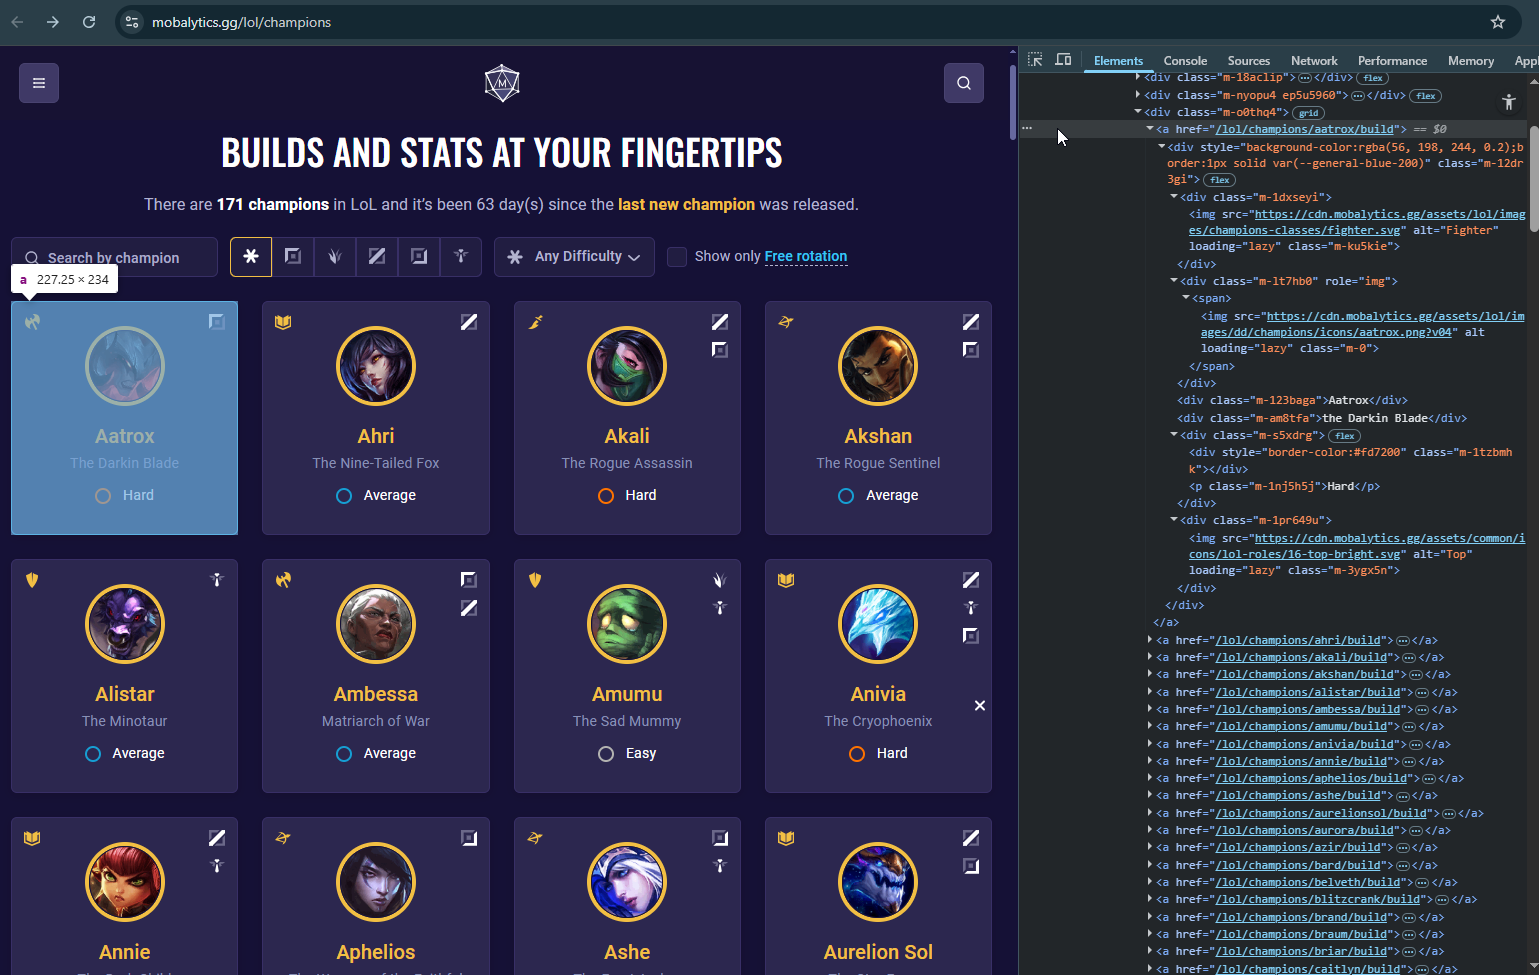 mobalytics.gg/lol/champions
M
BUILDS AND STATS AT YOUR FINGERTIPS
There are 171 champions in LoL and it's been 63 day(s) since the last new champion was released.
Search by champion
Any Difficulty
Show only Free rotation
a 227.25 × 234
Aatrox
The Darkin Blade
Hard
Ahri
The Nine-Tailed Fox
Average
Akali
The Rogue Assassin
Hard
Akshan
The Rogue Sentinel
Average
Alistar
The Minotaur
Average
Ambessa
Matriarch of War
Average
Amumu
The Sad Mummy
Easy
Anivia
The Cryophoenix
Hard
Annie
Aphelios
Ashe
Aurelion Sol
Elements Console Sources Network Performance Memory Appl
<div class="m-18aclip">…</div> flex
<div class="m-nyopu4 ep5u5960">…</div> flex
<div class="m-o0thq4"> grid
<a href="/lol/champions/aatrox/build"> == $0
<div style="background-color:rgba(56, 198, 244, 0.2);b
order:1px solid var(--general-blue-200)" class="m-12dr
3gi"> flex
<div class="m-1dxseyi">
<img src="https://cdn.mobalytics.gg/assets/lol/imag
es/champions-classes/fighter.svg" alt="Fighter"
loading="lazy" class="m-ku5kie">
</div>
<div class="m-lt7hb0" role="img">
<span>
<img src="https://cdn.mobalytics.gg/assets/lol/im
ages/dd/champions/icons/aatrox.png?v04" alt
loading="lazy" class="m-0">
</span>
</div>
<div class="m-123baga">Aatrox</div>
<div class="m-am8tfa">the Darkin Blade</div>
<div class="m-s5xdrg"> flex
<div style="border-color:#fd7200" class="m-1tzbmh
k"></div>
<p class="m-1nj5h5j">Hard</p>
</div>
<div class="m-1pr649u">
<img src="https://cdn.mobalytics.gg/assets/common/i
cons/lol-roles/16-top-bright.svg" alt="Top"
loading="lazy" class="m-3ygx5n">
</div>
</div>
</a>
<a href="/lol/champions/ahri/build">…</a>
<a href="/lol/champions/akali/build">…</a>
<a href="/lol/champions/akshan/build">…</a>
<a href="/lol/champions/alistar/build">…</a>
<a href="/lol/champions/ambessa/build">…</a>
<a href="/lol/champions/amumu/build">…</a>
<a href="/lol/champions/anivia/build">…</a>
<a href="/lol/champions/annie/build">…</a>
<a href="/lol/champions/aphelios/build">…</a>
<a href="/lol/champions/ashe/build">…</a>
<a href="/lol/champions/aurelionsol/build">…</a>
<a href="/lol/champions/aurora/build">…</a>
<a href="/lol/champions/azir/build">…</a>
<a href="/lol/champions/bard/build">…</a>
<a href="/lol/champions/belveth/build">…</a>
<a href="/lol/champions/blitzcrank/build">…</a>
<a href="/lol/champions/brand/build">…</a>
<a href="/lol/champions/braum/build">…</a>
<a href="/lol/champions/briar/build">…</a>
<a href="/lol/champions/caitlyn/build">…</a>